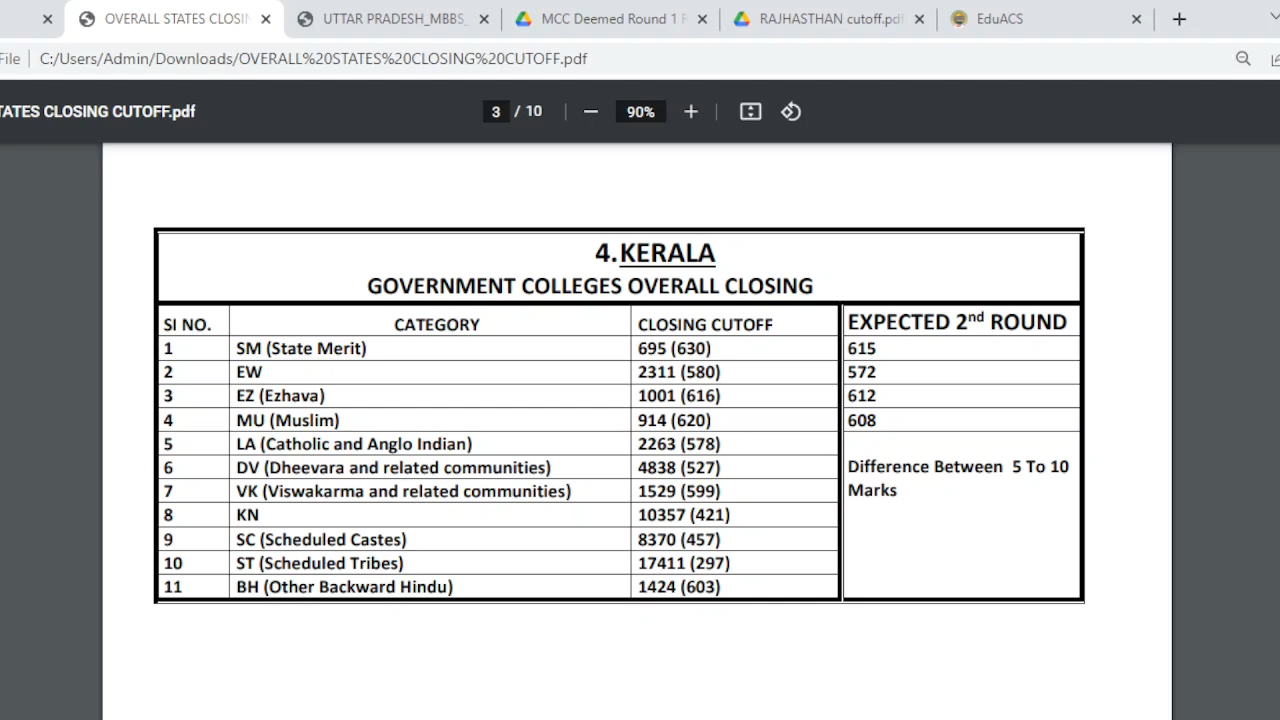 OVERALL STATES CLOSIN
UTTAR PRADESH_MBBS_
MCC Deemed Round 1 R
RAJHASTHAN cutoff.pdf
EduACS
File C:/Users/Admin/Downloads/OVERALL%20STATES%20CLOSING%20CUTOFF.pdf
TATES CLOSING CUTOFF.pdf
3 / 10
90%
4.KERALA
GOVERNMENT COLLEGES OVERALL CLOSING
SI NO. CATEGORY CLOSING CUTOFF EXPECTED 2nd ROUND
1 SM (State Merit) 695 (630) 615
2 EW 2311 (580) 572
3 EZ (Ezhava) 1001 (616) 612
4 MU (Muslim) 914 (620) 608
5 LA (Catholic and Anglo Indian) 2263 (578)
6 DV (Dheevara and related communities) 4838 (527) Difference Between 5 To 10
7 VK (Viswakarma and related communities) 1529 (599) Marks
8 KN 10357 (421)
9 SC (Scheduled Castes) 8370 (457)
10 ST (Scheduled Tribes) 17411 (297)
11 BH (Other Backward Hindu) 1424 (603)